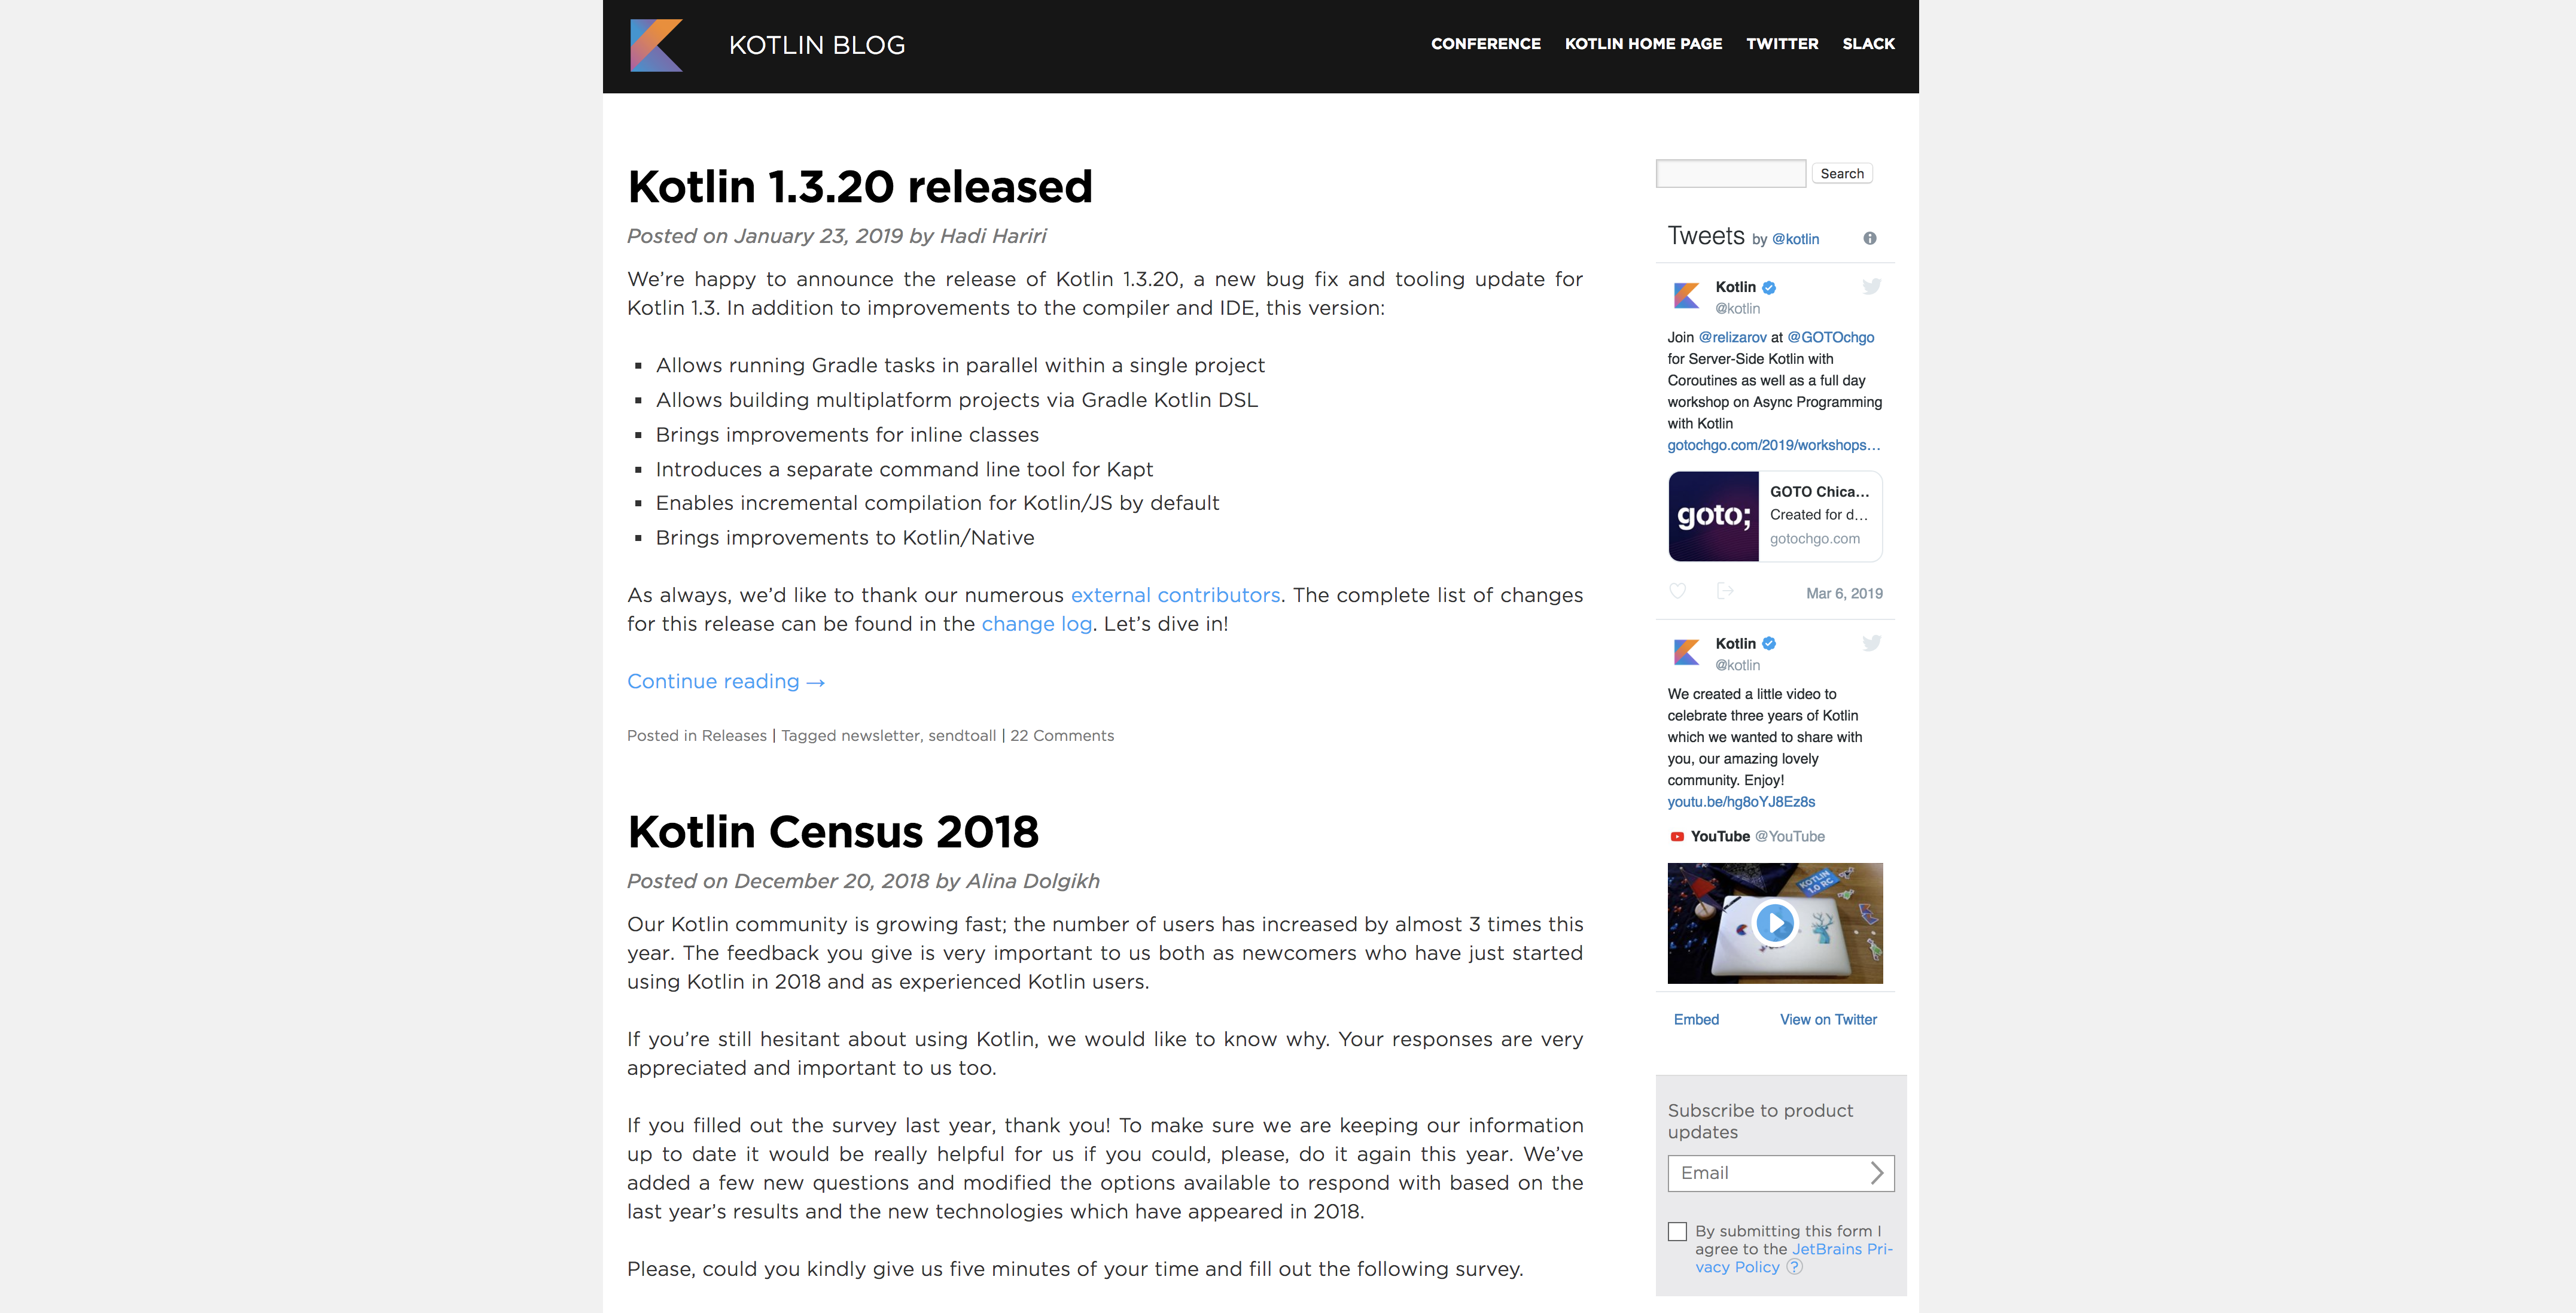 KOTLIN BLOG
CONFERENCE KOTLIN HOME PAGE TWITTER SLACK
Kotlin 1.3.20 released
Posted on January 23, 2019 by Hadi Hariri
We’re happy to announce the release of Kotlin 1.3.20, a new bug fix and tooling update for
Kotlin 1.3. In addition to improvements to the compiler and IDE, this version:
▪ Allows running Gradle tasks in parallel within a single project
▪ Allows building multiplatform projects via Gradle Kotlin DSL
▪ Brings improvements for inline classes
▪ Introduces a separate command line tool for Kapt
▪ Enables incremental compilation for Kotlin/JS by default
▪ Brings improvements to Kotlin/Native
As always, we’d like to thank our numerous external contributors. The complete list of changes
for this release can be found in the change log. Let’s dive in!
Continue reading →
Posted in Releases | Tagged newsletter, sendtoall | 22 Comments
Kotlin Census 2018
Posted on December 20, 2018 by Alina Dolgikh
Our Kotlin community is growing fast; the number of users has increased by almost 3 times this
year. The feedback you give is very important to us both as newcomers who have just started
using Kotlin in 2018 and as experienced Kotlin users.
If you’re still hesitant about using Kotlin, we would like to know why. Your responses are very
appreciated and important to us too.
If you filled out the survey last year, thank you! To make sure we are keeping our information
up to date it would be really helpful for us if you could, please, do it again this year. We’ve
added a few new questions and modified the options available to respond with based on the
last year’s results and the new technologies which have appeared in 2018.
Please, could you kindly give us five minutes of your time and fill out the following survey.
Search
Tweets by @kotlin
Kotlin
@kotlin
Join @relizarov at @GOTOchgo
for Server-Side Kotlin with
Coroutines as well as a full day
workshop on Async Programming
with Kotlin
gotochgo.com/2019/workshops…
goto;
GOTO Chica…
Created for d…
gotochgo.com
Mar 6, 2019
Kotlin
@kotlin
We created a little video to
celebrate three years of Kotlin
which we wanted to share with
you, our amazing lovely
community. Enjoy!
youtu.be/hg8oYJ8Ez8s
YouTube @YouTube
KOTLIN
1.0 RC
Embed
View on Twitter
Subscribe to product
updates
Email
By submitting this form I
agree to the JetBrains Pri-
vacy Policy ?